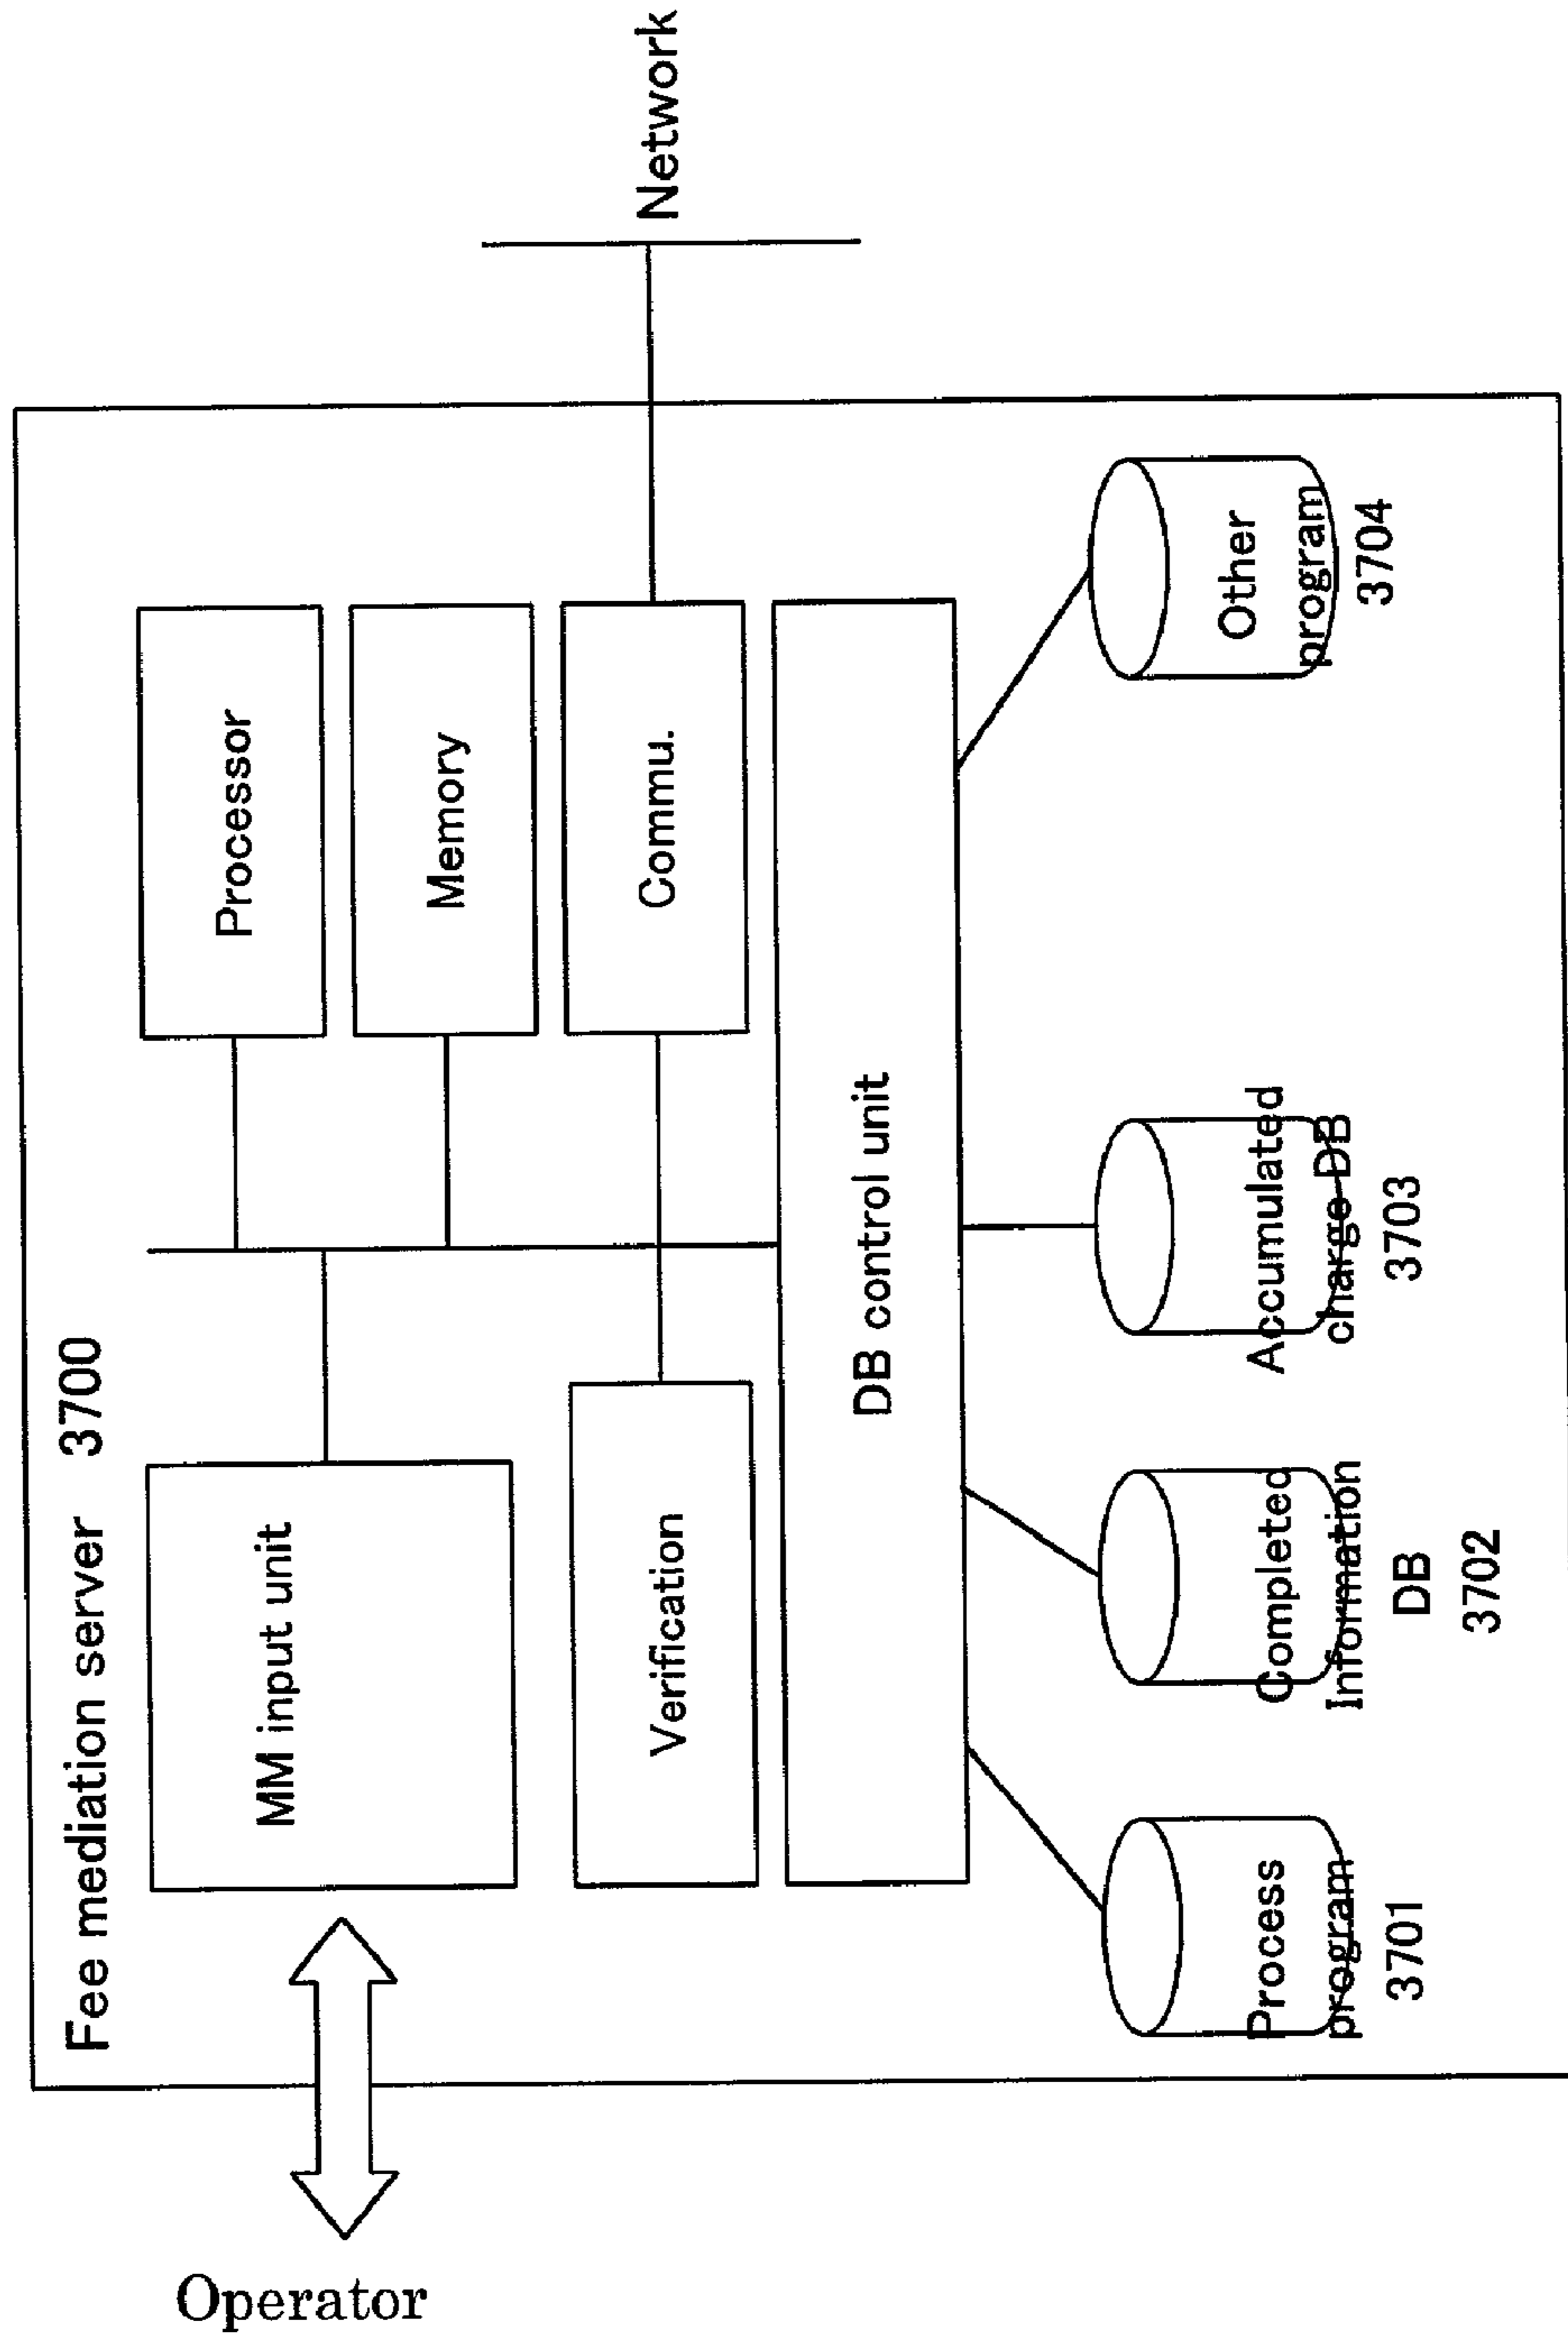 Fee mediation server 3700
Operator
MM input unit
Processor
Memory
Verification
Commu.
Network
DB control unit
Process
program
3701
Completed
Information
DB
3702
Accumulated
charge DB
3703
Other
program
3704